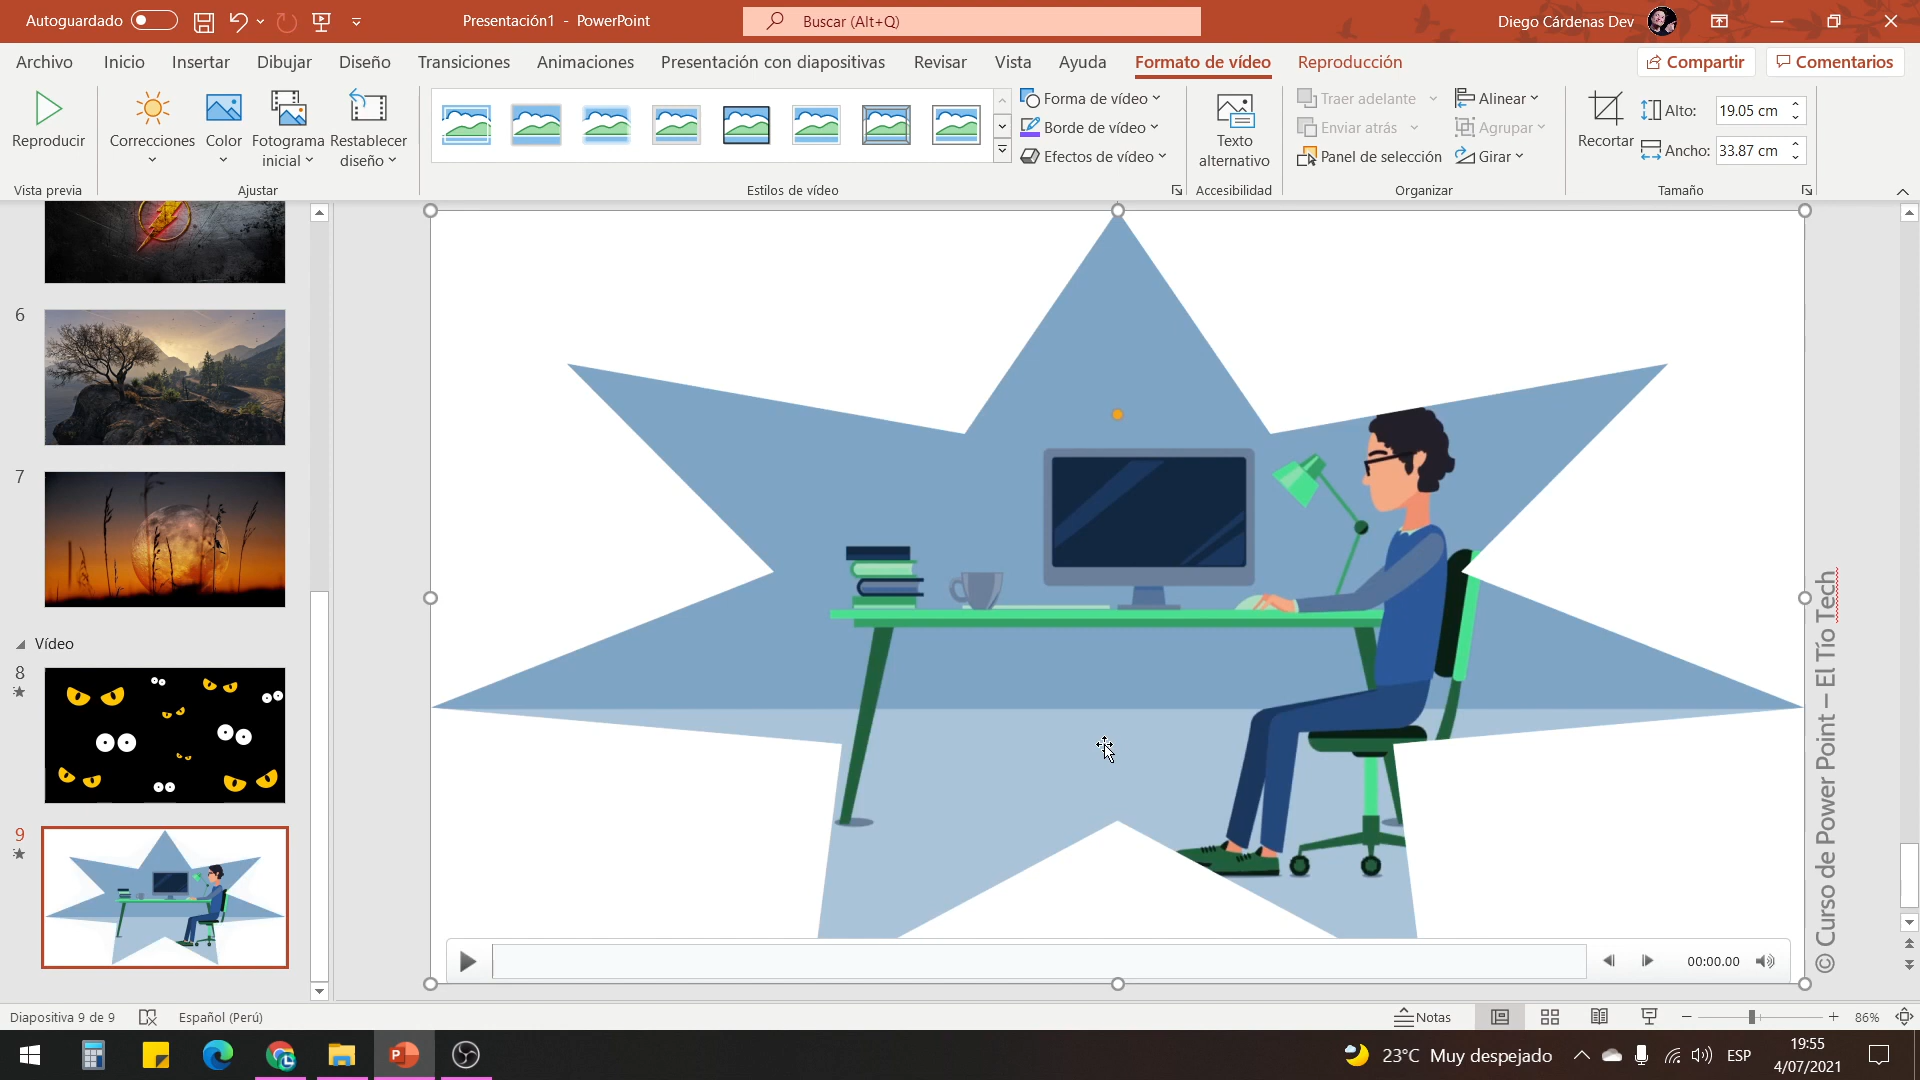 Autoguardado
Presentación1 - PowerPoint
Buscar (Alt+Q)
Diego Cárdenas Dev
Archivo Inicio Insertar Dibujar Diseño Transiciones Animaciones Presentación con diapositivas Revisar Vista Ayuda Formato de vídeo Reproducción Compartir Comentarios
Reproducir
Vista previa
Correcciones
Color
Fotograma inicial
Restablecer diseño
Ajustar
Estilos de vídeo
Forma de vídeo
Borde de vídeo
Efectos de vídeo
Texto alternativo
Accesibilidad
Traer adelante
Enviar atrás
Panel de selección
Alinear
Agrupar
Girar
Organizar
Recortar
Alto: 19.05 cm
Ancho: 33.87 cm
Tamaño
6
7
Vídeo
8
9
00:00.00
© Curso de Power Point – El Tío Tech
Diapositiva 9 de 9
Español (Perú)
Notas
86%
23°C Muy despejado
ESP
19:55
4/07/2021